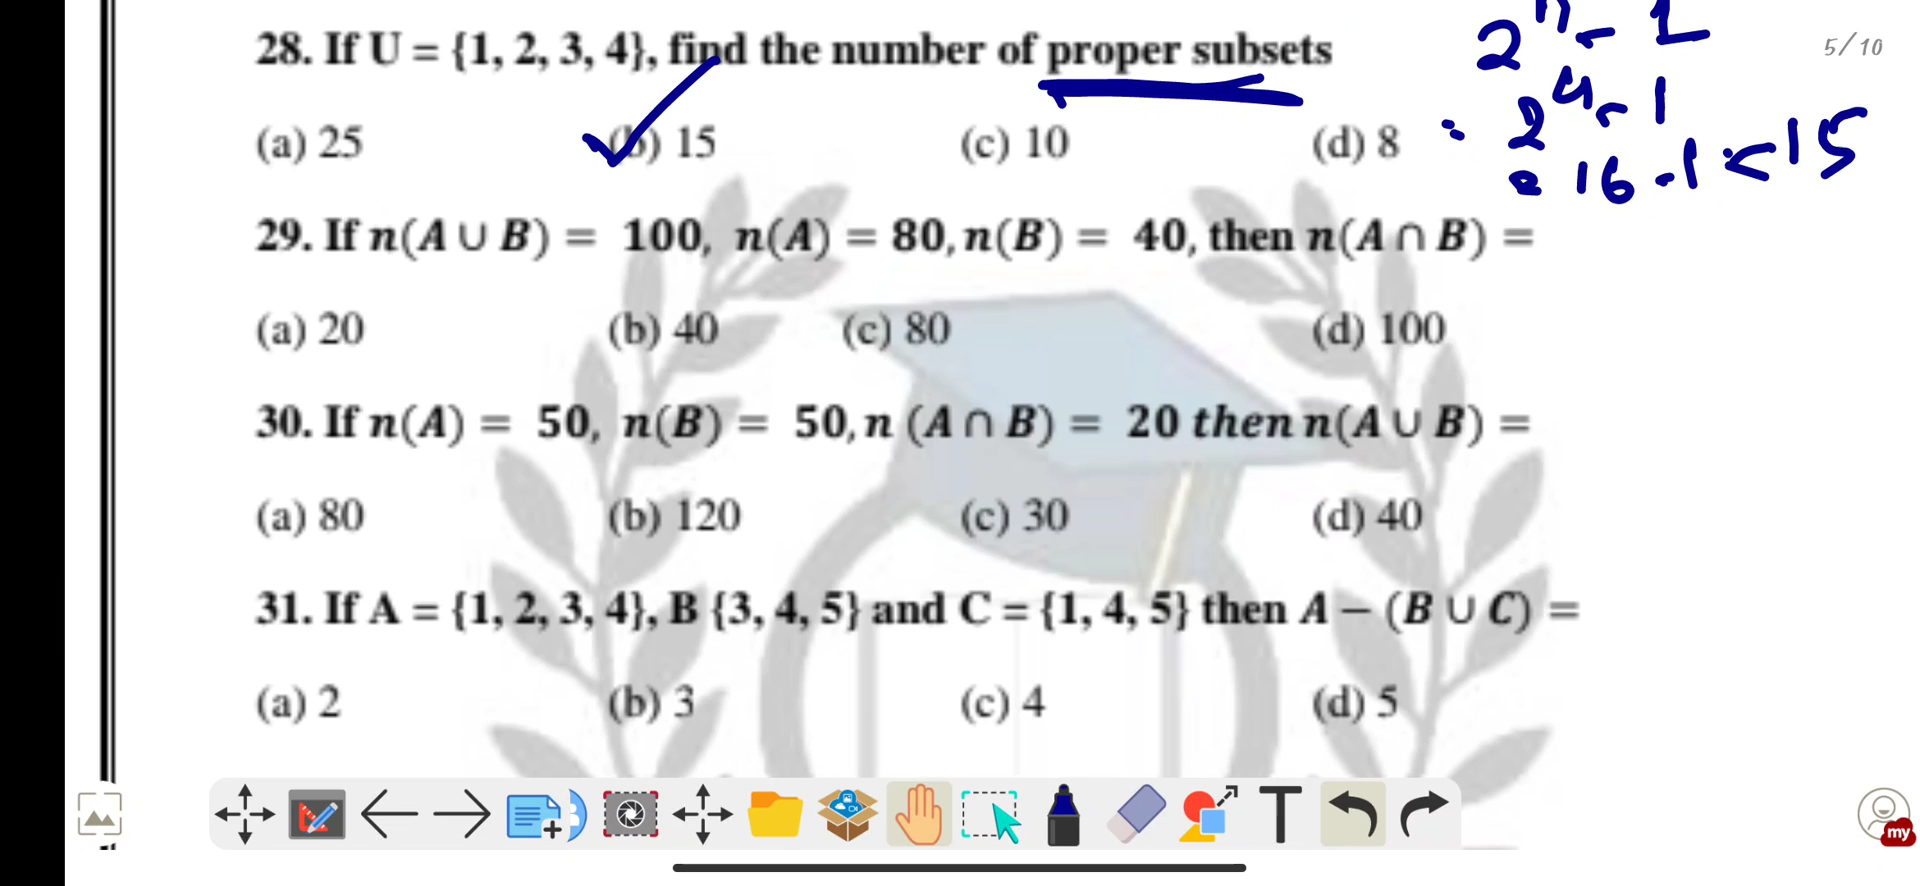 2ⁿ - 1
5/10
28. If U = {1, 2, 3, 4}, find the number of proper subsets
= 2⁴ - 1
(a) 25 (b) 15 (c) 10 (d) 8
= 16 - 1 = 15
29. If n(A ∪ B) = 100, n(A) = 80, n(B) = 40, then n(A ∩ B) =
(a) 20 (b) 40 (c) 80 (d) 100
30. If n(A) = 50, n(B) = 50, n (A ∩ B) = 20 then n(A ∪ B) =
(a) 80 (b) 120 (c) 30 (d) 40
31. If A = {1, 2, 3, 4}, B {3, 4, 5} and C = {1, 4, 5} then A − (B ∪ C) =
(a) 2 (b) 3 (c) 4 (d) 5
T
my